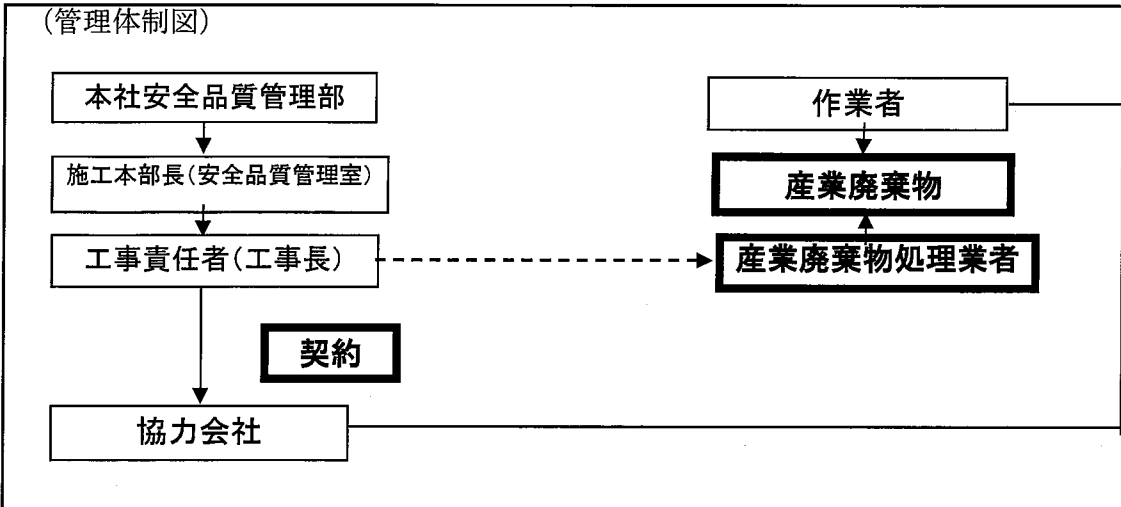 (管理体制図)
本社安全品質管理部
施工本部長(安全品質管理室)
工事責任者(工事長)
契約
協力会社
作業者
産業廃棄物
産業廃棄物処理業者